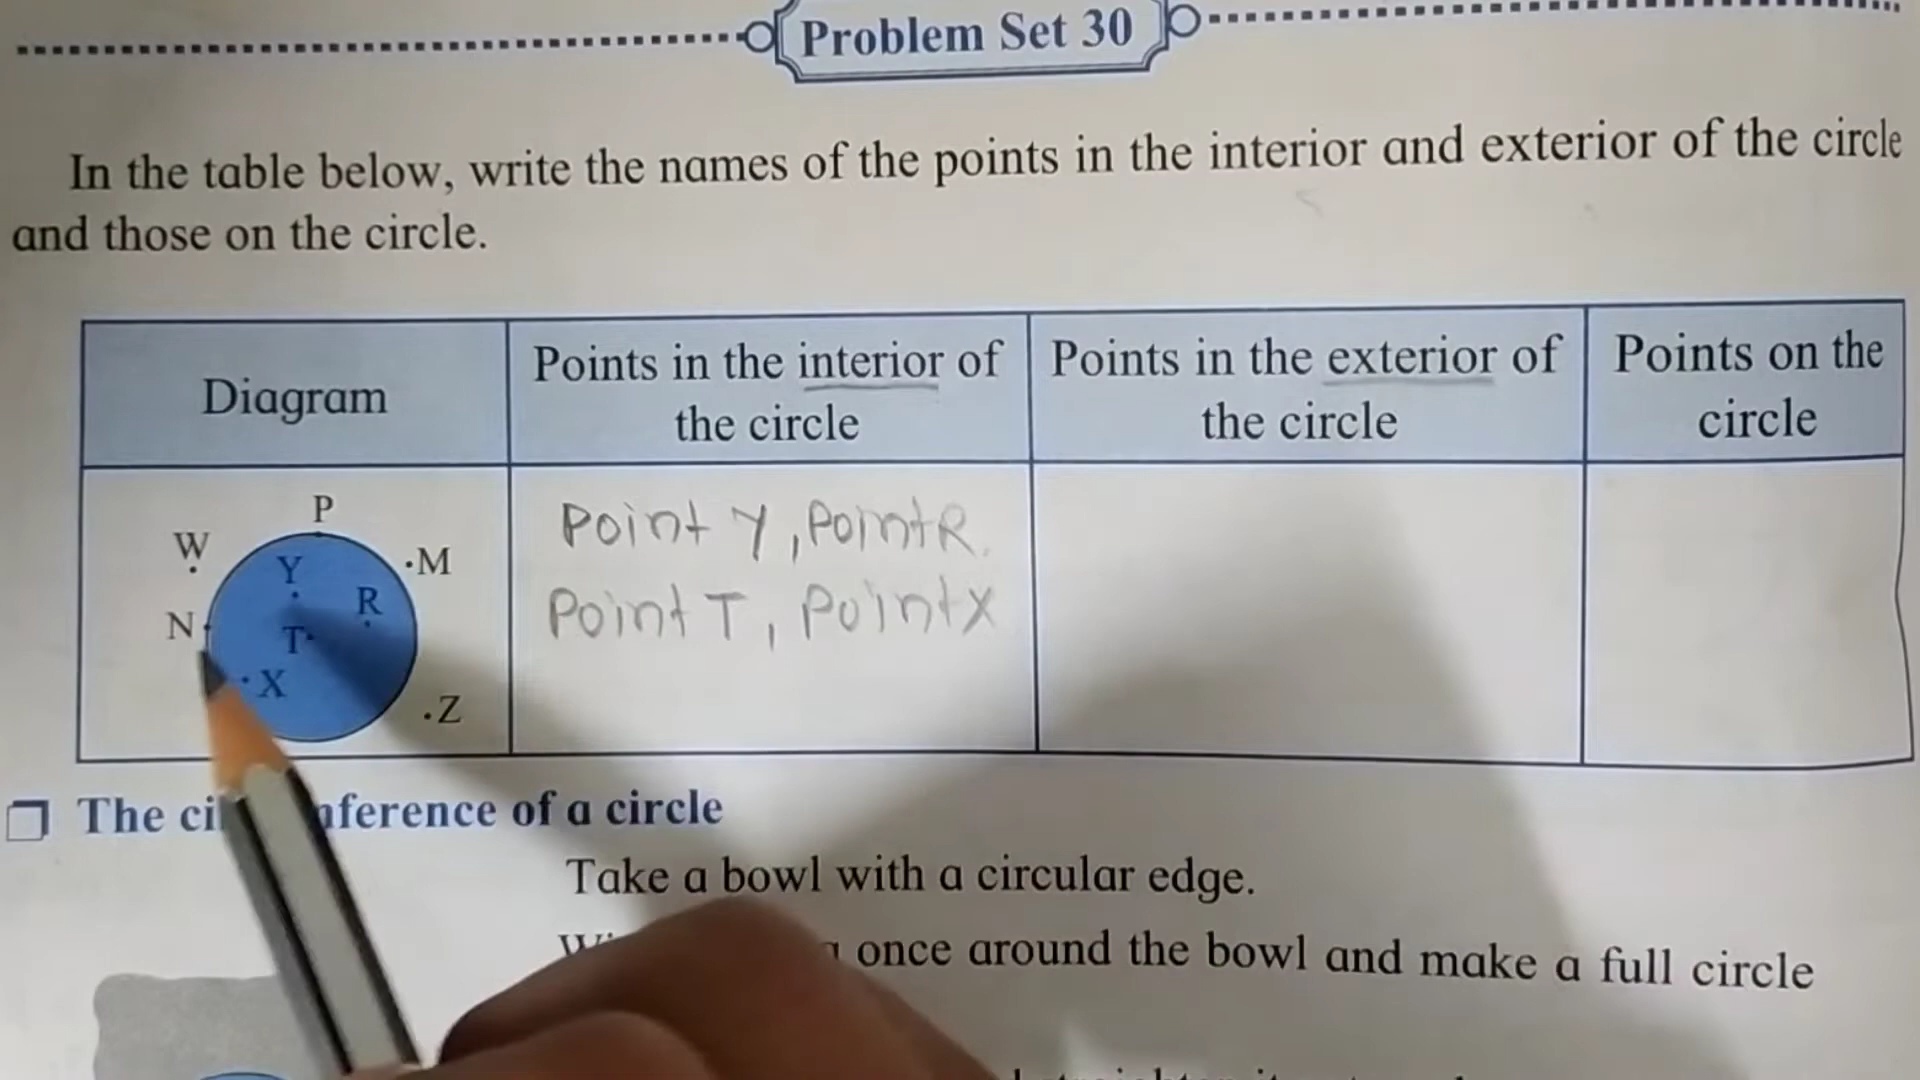 Problem Set 30
In the table below, write the names of the points in the interior and exterior of the circle
and those on the circle.
Diagram
Points in the interior of
the circle
Points in the exterior of
the circle
Points on the
circle
P
W
M
Y
R
N
T
X
Z
Point Y, Point R.
Point T, Point X
The ci ference of a circle
Take a bowl with a circular edge.
once around the bowl and make a full circle